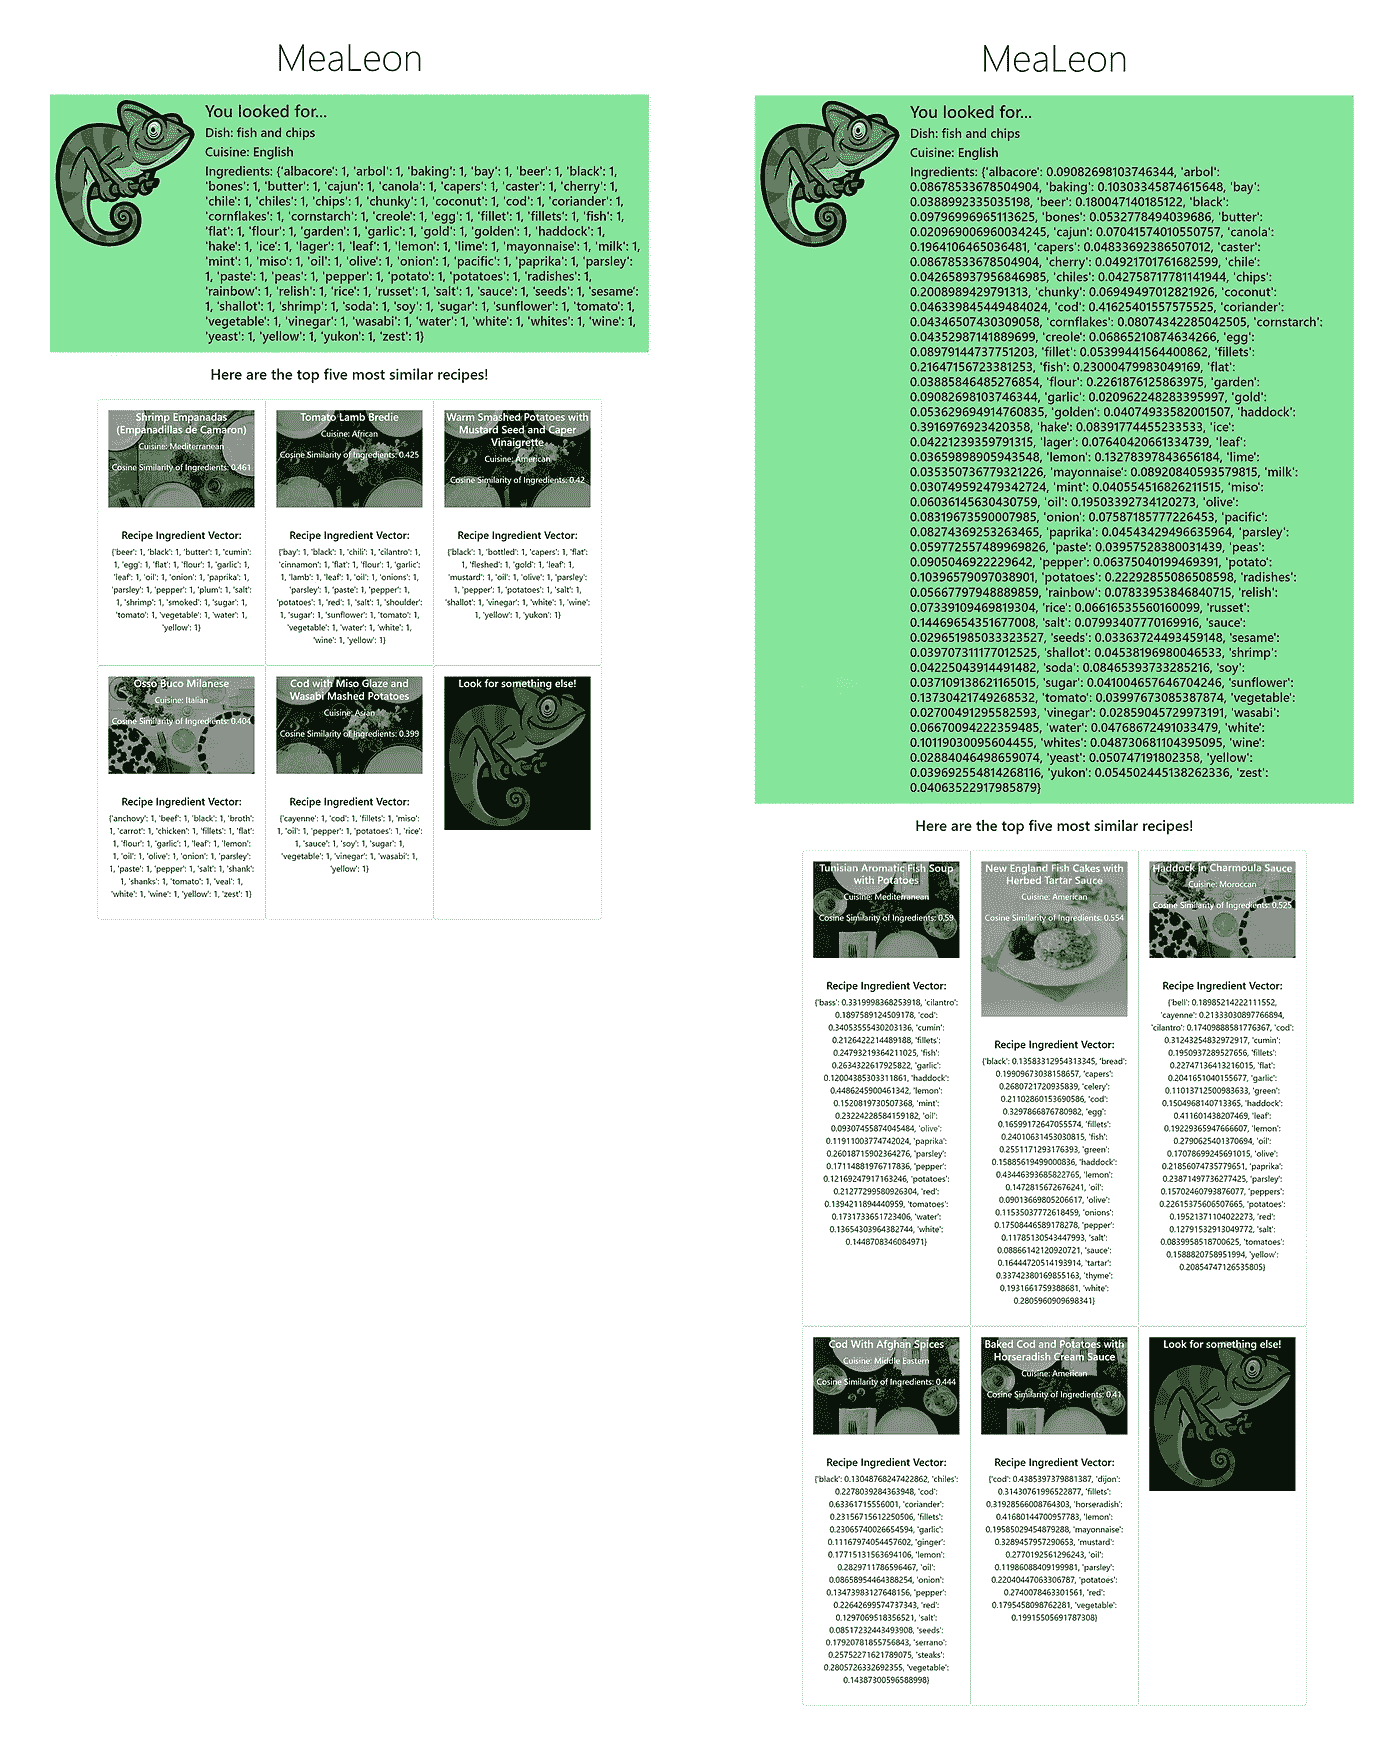 MeaLeon
You looked for...
Dish: fish and chips
Cuisine: English
Ingredients: {'albacore': 1, 'arbol': 1, 'baking': 1, 'bay': 1, 'beer': 1, 'black': 1,
'bones': 1, 'butter': 1, 'cajun': 1, 'canola': 1, 'capers': 1, 'caster': 1, 'cherry': 1,
'chile': 1, 'chiles': 1, 'chips': 1, 'chunky': 1, 'coconut': 1, 'cod': 1, 'coriander': 1,
'cornflakes': 1, 'cornstarch': 1, 'creole': 1, 'egg': 1, 'fillet': 1, 'fillets': 1, 'fish': 1,
'flat': 1, 'flour': 1, 'garden': 1, 'garlic': 1, 'gold': 1, 'golden': 1, 'haddock': 1,
'hake': 1, 'ice': 1, 'lager': 1, 'leaf': 1, 'lemon': 1, 'lime': 1, 'mayonnaise': 1, 'milk': 1,
'mint': 1, 'miso': 1, 'oil': 1, 'olive': 1, 'onion': 1, 'pacific': 1, 'paprika': 1, 'parsley':
1, 'paste': 1, 'peas': 1, 'pepper': 1, 'potato': 1, 'potatoes': 1, 'radishes': 1,
'rainbow': 1, 'relish': 1, 'rice': 1, 'russet': 1, 'salt': 1, 'sauce': 1, 'seeds': 1, 'sesame':
1, 'shallot': 1, 'shrimp': 1, 'soda': 1, 'soy': 1, 'sugar': 1, 'sunflower': 1, 'tomato': 1,
'vegetable': 1, 'vinegar': 1, 'wasabi': 1, 'water': 1, 'white': 1, 'whites': 1, 'wine': 1,
'yeast': 1, 'yellow': 1, 'yukon': 1, 'zest': 1}
Here are the top five most similar recipes!
Shrimp Empanadas
(Empanadillas de Camaron)
Cuisine: Mediterranean
Cosine Similarity of Ingredients: 0.461
Recipe Ingredient Vector:
{'beer': 1, 'black': 1, 'butter': 1, 'cumin':
1, 'egg': 1, 'flat': 1, 'flour': 1, 'garlic': 1,
'leaf': 1, 'oil': 1, 'onion': 1, 'paprika': 1,
'parsley': 1, 'pepper': 1, 'plum': 1, 'salt':
1, 'shrimp': 1, 'smoked': 1, 'sugar': 1,
'tomato': 1, 'vegetable': 1, 'water': 1,
'yellow': 1}
Tomato Lamb Bredie
Cuisine: African
Cosine Similarity of Ingredients: 0.425
Recipe Ingredient Vector:
{'bay': 1, 'black': 1, 'chili': 1, 'cilantro': 1,
'cinnamon': 1, 'flat': 1, 'flour': 1, 'garlic':
1, 'lamb': 1, 'leaf': 1, 'oil': 1, 'onions': 1,
'parsley': 1, 'paste': 1, 'pepper': 1,
'potatoes': 1, 'red': 1, 'salt': 1, 'shoulder':
1, 'sugar': 1, 'sunflower': 1, 'tomato': 1,
'vegetable': 1, 'water': 1, 'white': 1,
'wine': 1, 'yellow': 1}
Warm Smashed Potatoes with
Mustard Seed and Caper
Vinaigrette
Cuisine: American
Cosine Similarity of Ingredients: 0.42
Recipe Ingredient Vector:
{'black': 1, 'bottled': 1, 'capers': 1, 'flat':
1, 'fleshed': 1, 'gold': 1, 'leaf': 1,
'mustard': 1, 'oil': 1, 'olive': 1, 'parsley':
1, 'pepper': 1, 'potatoes': 1, 'salt': 1,
'shallot': 1, 'vinegar': 1, 'white': 1, 'wine':
1, 'yellow': 1, 'yukon': 1}
Osso Buco Milanese
Cuisine: Italian
Cosine Similarity of Ingredients: 0.404
Recipe Ingredient Vector:
{'anchovy': 1, 'beef': 1, 'black': 1, 'broth':
1, 'carrot': 1, 'chicken': 1, 'fillets': 1, 'flat':
1, 'flour': 1, 'garlic': 1, 'leaf': 1, 'lemon':
1, 'oil': 1, 'olive': 1, 'onion': 1, 'parsley':
1, 'paste': 1, 'pepper': 1, 'salt': 1, 'shank':
1, 'shanks': 1, 'tomato': 1, 'veal': 1,
'white': 1, 'wine': 1, 'yellow': 1, 'zest': 1}
Cod with Miso Glaze and
Wasabi Mashed Potatoes
Cuisine: Asian
Cosine Similarity of Ingredients: 0.399
Recipe Ingredient Vector:
{'cayenne': 1, 'cod': 1, 'fillets': 1, 'miso':
1, 'oil': 1, 'pepper': 1, 'potatoes': 1, 'rice':
1, 'sauce': 1, 'soy': 1, 'sugar': 1,
'vegetable': 1, 'vinegar': 1, 'wasabi': 1,
'yellow': 1}
Look for something else!
MeaLeon
You looked for...
Dish: fish and chips
Cuisine: English
Ingredients: {'albacore': 0.09082698103746344, 'arbol':
0.08678533678504904, 'baking': 0.10303345874615648, 'bay':
0.0388992335035198, 'beer': 0.180047140185122, 'black':
0.09796996965113625, 'bones': 0.0532778494039686, 'butter':
0.020969006960034245, 'cajun': 0.07041574010550757, 'canola':
0.1964106465036481, 'capers': 0.04833692386507012, 'caster':
0.08678533678504904, 'cherry': 0.04921701761682599, 'chile':
0.042658937956846985, 'chiles': 0.042758717781141944, 'chips':
0.2008989429791313, 'chunky': 0.06949497012821926, 'coconut':
0.046339845449484024, 'cod': 0.41625401557575525, 'coriander':
0.04346507430309058, 'cornflakes': 0.08074342285042505, 'cornstarch':
0.04352987141889699, 'creole': 0.06865210874634266, 'egg':
0.08979144737751203, 'fillet': 0.05399441564400862, 'fillets':
0.21647156723381253, 'fish': 0.23000479983049169, 'flat':
0.03885846485276854, 'flour': 0.2261876125863975, 'garden':
0.09082698103746344, 'garlic': 0.020962248283395997, 'gold':
0.053629694914760835, 'golden': 0.04074933582001507, 'haddock':
0.3916976923420358, 'hake': 0.08391774455233533, 'ice':
0.04221239359791315, 'lager': 0.07640420661334739, 'leaf':
0.03659898905943548, 'lemon': 0.13278397843656184, 'lime':
0.035350736779321226, 'mayonnaise': 0.08920840593579815, 'milk':
0.030749592479342724, 'mint': 0.040554516826211515, 'miso':
0.06036145630430759, 'oil': 0.19503392734120273, 'olive':
0.08319673590007985, 'onion': 0.07587185777226453, 'pacific':
0.08274369253263465, 'paprika': 0.04543429496635964, 'parsley':
0.059772557489969826, 'paste': 0.03957528380031439, 'peas':
0.0905046922229642, 'pepper': 0.06375040199469391, 'potato':
0.10396579097038901, 'potatoes': 0.22292855086508598, 'radishes':
0.05667797948889859, 'rainbow': 0.07833953846840715, 'relish':
0.07339109469819304, 'rice': 0.06616535560160099, 'russet':
0.14469654351677008, 'salt': 0.07993407770169916, 'sauce':
0.029651985033323527, 'seeds': 0.03363724493459148, 'sesame':
0.039707311177012525, 'shallot': 0.04538196980046533, 'shrimp':
0.04225043914491482, 'soda': 0.08465393733285216, 'soy':
0.037109138621165015, 'sugar': 0.041004657646704246, 'sunflower':
0.13730421749268532, 'tomato': 0.03997673085387874, 'vegetable':
0.02700491295582593, 'vinegar': 0.02859045729973191, 'wasabi':
0.06670094222359485, 'water': 0.04768672491033479, 'white':
0.10119030095604455, 'whites': 0.048730681104395095, 'wine':
0.02884046498659074, 'yeast': 0.050747191802358, 'yellow':
0.039692554814268116, 'yukon': 0.054502445138262336, 'zest':
0.04063522917985879}
Here are the top five most similar recipes!
Tunisian Aromatic Fish Soup
with Potatoes
Cuisine: Mediterranean
Cosine Similarity of Ingredients: 0.59
Recipe Ingredient Vector:
{'bass': 0.3319998368253918, 'cilantro':
0.1897589124509178, 'cod':
0.34053555430203136, 'cumin':
0.2126422214489188, 'fillets':
0.24793219364211025, 'fish':
0.2634322617925822, 'garlic':
0.12004385303311861, 'haddock':
0.4486245900461342, 'lemon':
0.1520819730507368, 'mint':
0.23224228584159182, 'oil':
0.09307455874045484, 'olive':
0.11911003774742024, 'paprika':
0.26018715902364276, 'parsley':
0.17114881976717836, 'pepper':
0.12169247917163246, 'potatoes':
0.21277299580926304, 'red':
0.1394211894440959, 'tomatoes':
0.1731733651723406, 'water':
0.13654303964382744, 'white':
0.1448708346084971}
New England Fish Cakes with
Herbed Tartar Sauce
Cuisine: American
Cosine Similarity of Ingredients: 0.554
Recipe Ingredient Vector:
{'black': 0.13583312954313345, 'bread':
0.19909673038158657, 'capers':
0.2680721720935839, 'celery':
0.21102860153690586, 'cod':
0.3297866876780982, 'egg':
0.16599172647055574, 'fillets':
0.24010631453030815, 'fish':
0.2551171293176393, 'green':
0.15885619499000836, 'haddock':
0.43446393685822765, 'lemon':
0.1472815672676241, 'oil':
0.09013669805206617, 'olive':
0.1153503772618459, 'onions':
0.17508446589178278, 'pepper':
0.11785130543447993, 'salt':
0.08866142120920721, 'sauce':
0.16444720514193914, 'tartar':
0.33742380169855163, 'thyme':
0.1931661759388681, 'white':
0.2805960909698341}
Haddock in Charmoula Sauce
Cuisine: Moroccan
Cosine Similarity of Ingredients: 0.525
Recipe Ingredient Vector:
{'bell': 0.18985214222111552,
'cayenne': 0.21333030897766894,
'cilantro': 0.17409888581776367, 'cod':
0.31243254832972917, 'cumin':
0.1950937289527656, 'fillets':
0.22747136413216015, 'flat':
0.2041651040155677, 'garlic':
0.11013712500983633, 'green':
0.1504968140713365, 'haddock':
0.411601438207469, 'leaf':
0.19229365947666607, 'lemon':
0.2790625401370694, 'oil':
0.17078699245691015, 'olive':
0.21856074735779651, 'paprika':
0.23871497736277425, 'parsley':
0.15702460793876077, 'peppers':
0.22615375606507665, 'potatoes':
0.19521371104022273, 'red':
0.12791532913049772, 'salt':
0.0839958518700625, 'tomatoes':
0.1588820758951994, 'yellow':
0.20854747126535805}
Cod With Afghan Spices
Cuisine: Middle Eastern
Cosine Similarity of Ingredients: 0.444
Recipe Ingredient Vector:
{'black': 0.13048768247422862, 'chiles':
0.2278039284363948, 'cod':
0.63361715556001, 'coriander':
0.23156715612250506, 'fillets':
0.23065740026654594, 'garlic':
0.11167974054457602, 'ginger':
0.17715131563694106, 'lemon':
0.2829711786596467, 'oil':
0.08658954464388254, 'onion':
0.13473983127648156, 'pepper':
0.22642699574737343, 'red':
0.1297069518356521, 'salt':
0.08517232443493908, 'seeds':
0.17920781855756843, 'serrano':
0.25752271621789075, 'steaks':
0.2805726332692355, 'vegetable':
0.14387300596588998}
Baked Cod and Potatoes with
Horseradish Cream Sauce
Cuisine: American
Cosine Similarity of Ingredients: 0.41
Recipe Ingredient Vector:
{'cod': 0.4385397379881387, 'dijon':
0.31430761996522877, 'fillets':
0.31928566008764303, 'horseradish':
0.41680144700957783, 'lemon':
0.19585029454879288, 'mayonnaise':
0.3289457957290653, 'mustard':
0.2770192561296243, 'oil':
0.11986088409199981, 'parsley':
0.22040447063306787, 'potatoes':
0.2740078463301561, 'red':
0.1795458098762281, 'vegetable':
0.19915505691787308}
Look for something else!